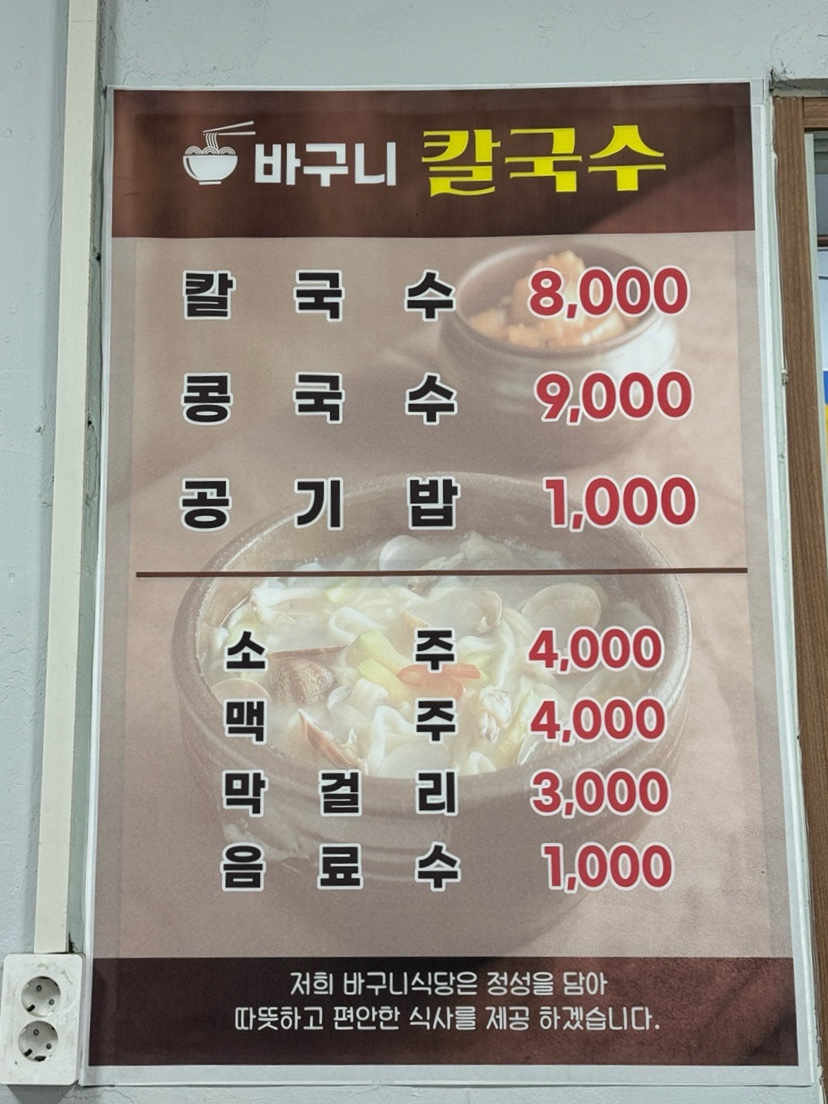 바구니 칼국수
칼국수 8,000
콩국수 9,000
공기밥 1,000
소주 4,000
맥주 4,000
막걸리 3,000
음료수 1,000
저희 바구니식당은 정성을 담아
따뜻하고 편안한 식사를 제공 하겠습니다.